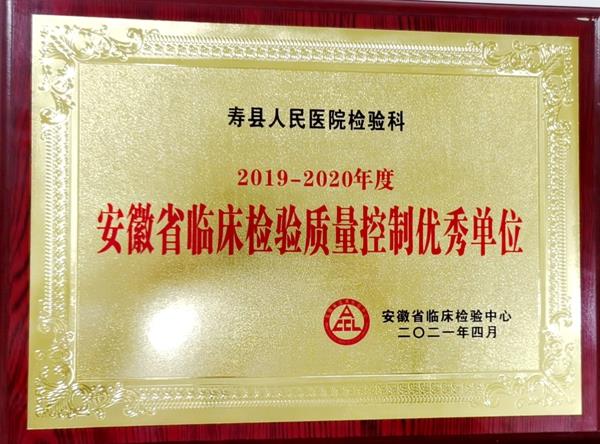 寿县人民医院检验科
2019-2020年度
安徽省临床检验质量控制优秀单位
安徽省临床检验中心
二〇二一年四月